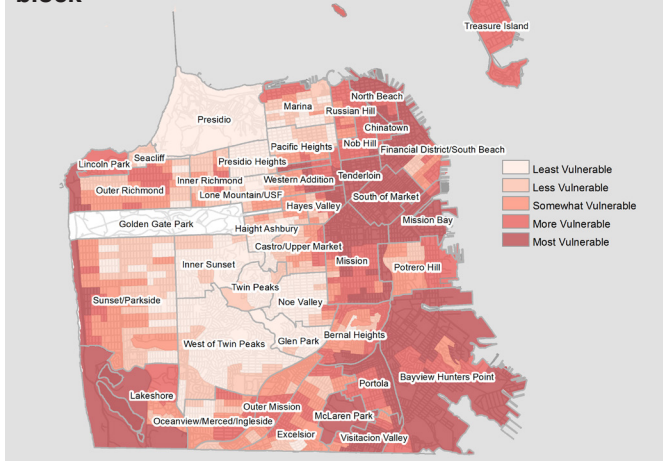 block
Treasure Island
North Beach
Marina
Russian Hill
Presidio
Chinatown
Nob Hill
Pacific Heights
Financial District/South Beach
Seacliff
Presidio Heights
Lincoln Park
Tenderloin
Inner Richmond
Western Addition
Outer Richmond
Lone Mountain/USF
South of Market
Hayes Valley
Mission Bay
Golden Gate Park
Haight Ashbury
Castro/Upper Market
Mission
Inner Sunset
Potrero Hill
Twin Peaks
Sunset/Parkside
Noe Valley
Bernal Heights
Glen Park
West of Twin Peaks
Bayview Hunters Point
Portola
Lakeshore
Outer Mission
McLaren Park
Oceanview/Merced/Ingleside
Excelsior
Visitacion Valley
Least Vulnerable
Less Vulnerable
Somewhat Vulnerable
More Vulnerable
Most Vulnerable